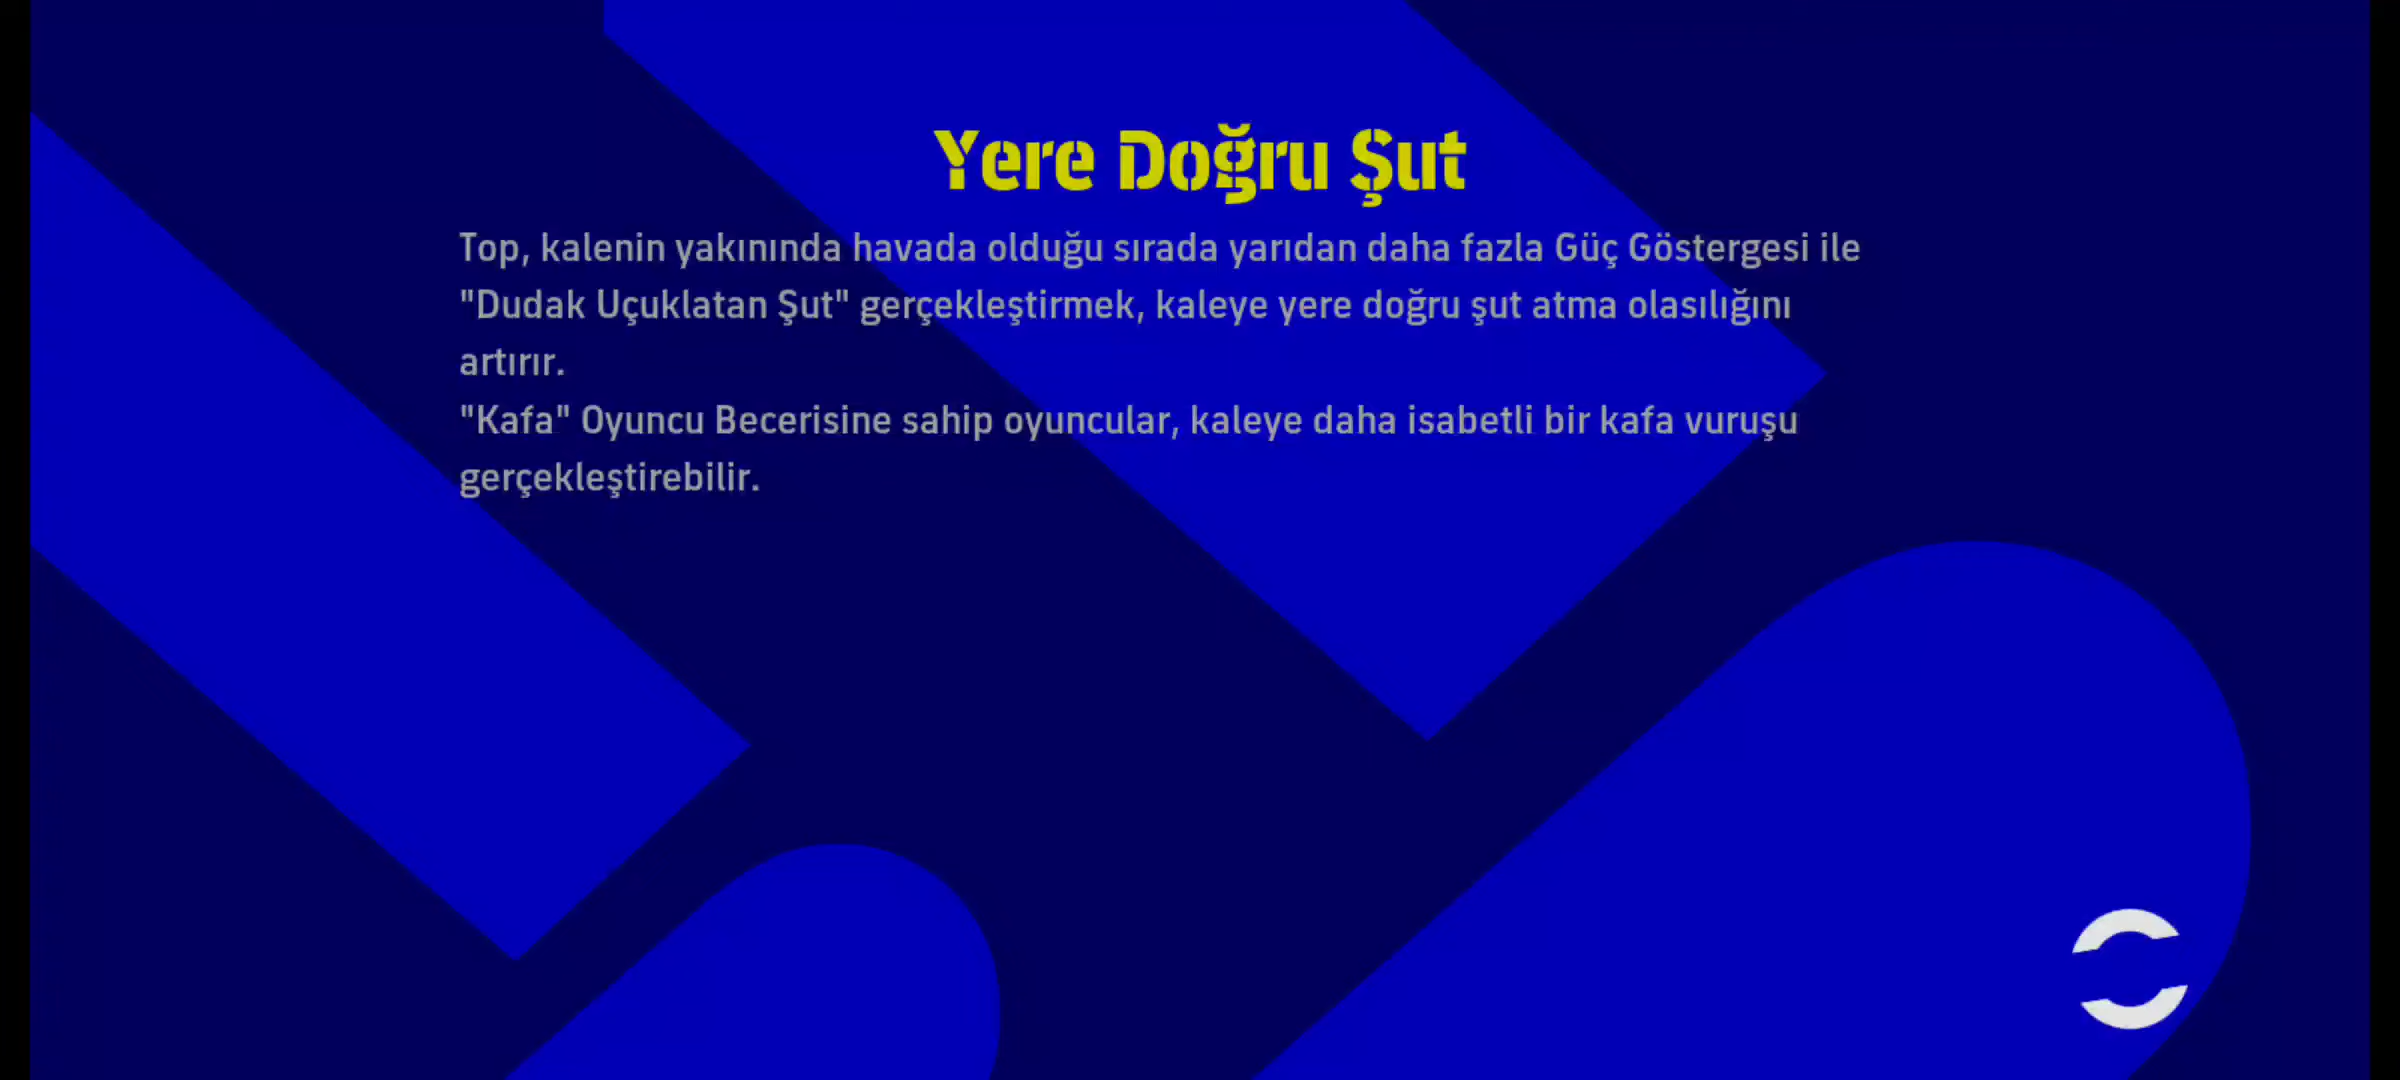 Yere Doğru Şut
Top, kalenin yakınında havada olduğu sırada yarıdan daha fazla Güç Göstergesi ile
"Dudak Uçuklatan Şut" gerçekleştirmek, kaleye yere doğru şut atma olasılığını
artırır.
"Kafa" Oyuncu Becerisine sahip oyuncular, kaleye daha isabetli bir kafa vuruşu
gerçekleştirebilir.